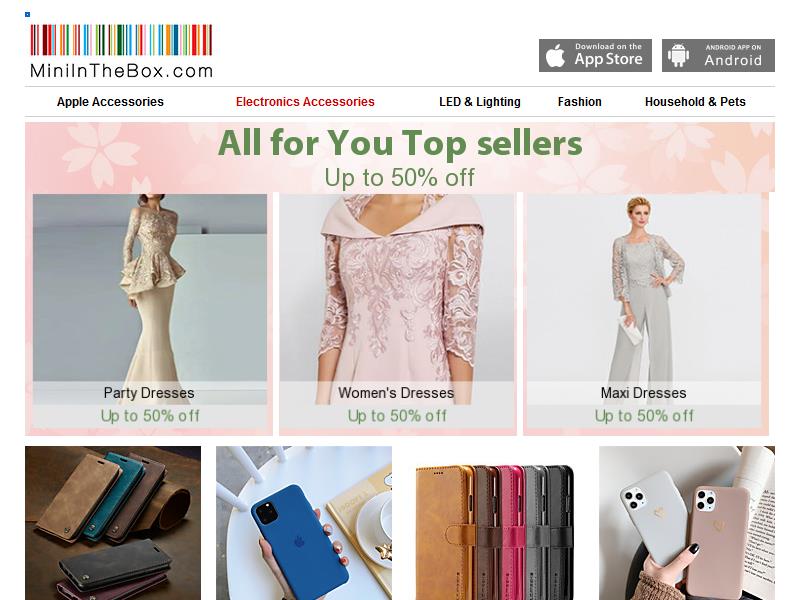 MiniInTheBox.com
Download on the
App Store
ANDROID APP ON
Android
Apple Accessories
Electronics Accessories
LED & Lighting
Fashion
Household & Pets
All for You Top sellers
Up to 50% off
Party Dresses
Up to 50% off
Women's Dresses
Up to 50% off
Maxi Dresses
Up to 50% off